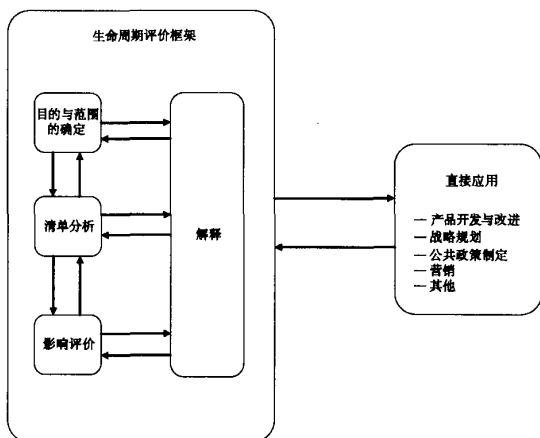 生命周期评价框架
目的与范围
的确定
清单分析
影响评价
解释
直接应用
— 产品开发与改进
— 战略规划
— 公共政策制定
— 营销
— 其他